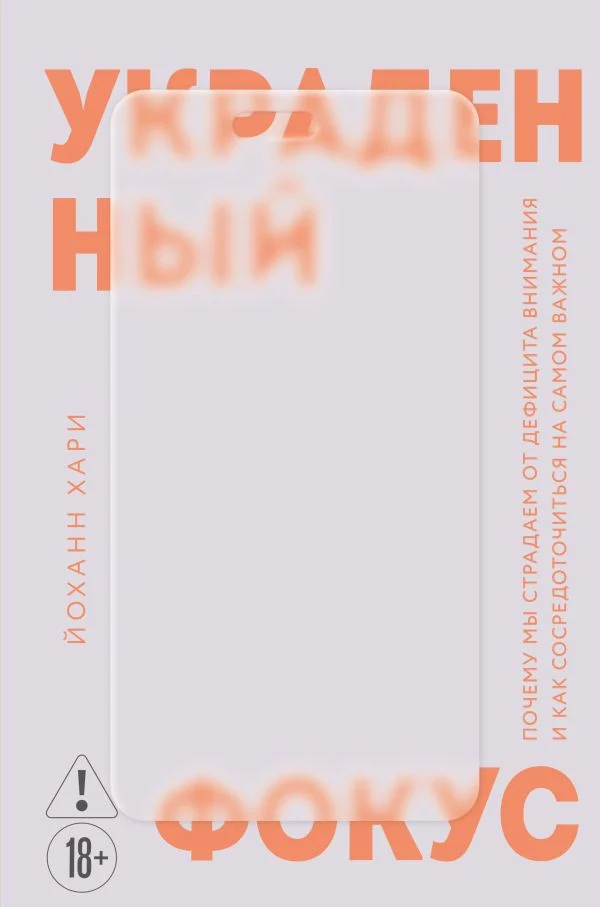 УКРАДЕН
НЫЙ
ФОКУС
ЙОХАНН ХАРИ
ПОЧЕМУ МЫ СТРАДАЕМ ОТ ДЕФИЦИТА ВНИМАНИЯ
И КАК СОСРЕДОТОЧИТЬСЯ НА САМОМ ВАЖНОМ
!
18+